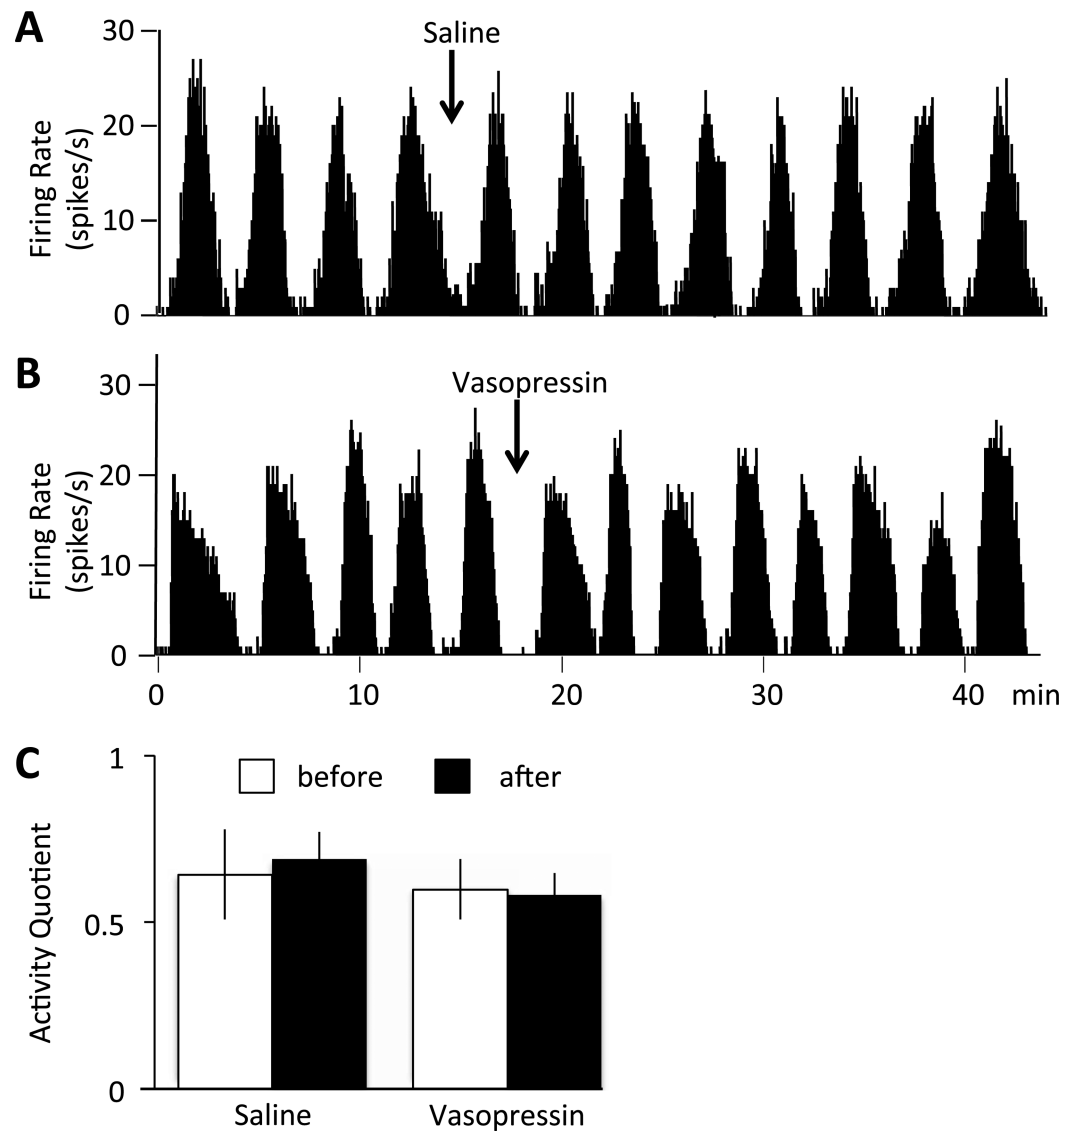 A
30
20
10
0
Firing Rate
(spikes/s)
Saline
B
30
20
10
0
Firing Rate
(spikes/s)
Vasopressin
0 10 20 30 40 min
C
1
0.5
0
Activity Quotient
before after
Saline Vasopressin